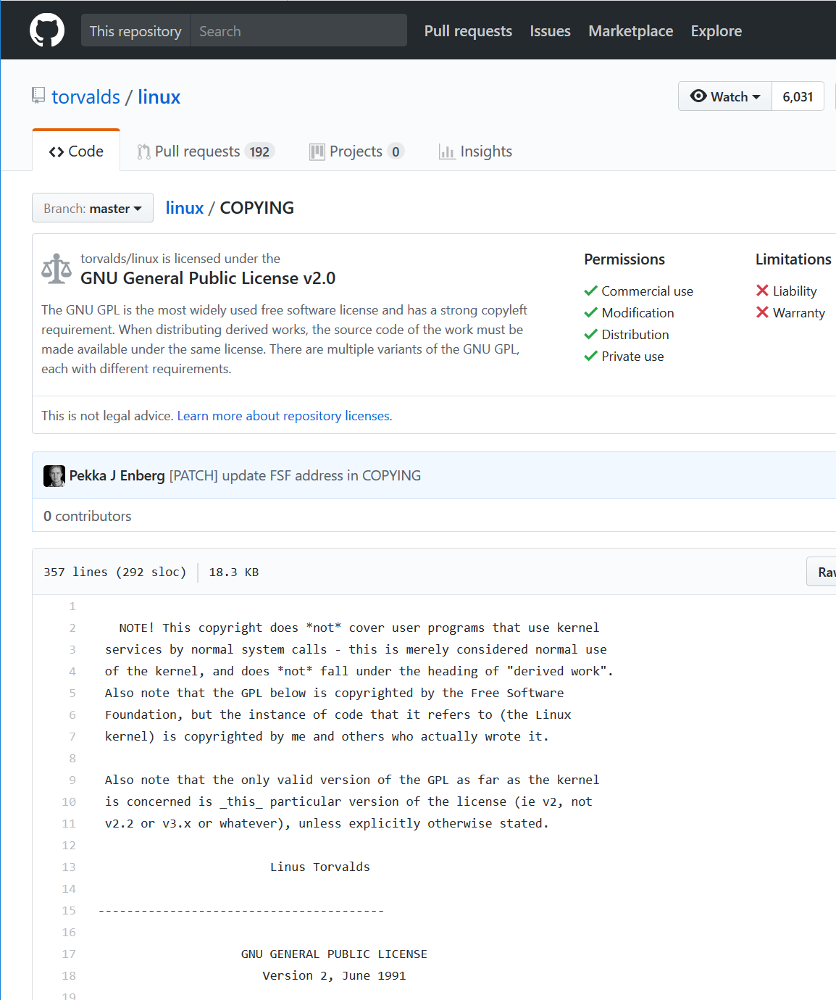 This repository Search Pull requests Issues Marketplace Explore
torvalds / linux
Watch 6,031
Code Pull requests 192 Projects 0 Insights
Branch: master linux / COPYING
torvalds/linux is licensed under the
GNU General Public License v2.0
The GNU GPL is the most widely used free software license and has a strong copyleft
requirement. When distributing derived works, the source code of the work must be
made available under the same license. There are multiple variants of the GNU GPL,
each with different requirements.
Permissions
Commercial use
Modification
Distribution
Private use
Limitations
Liability
Warranty
This is not legal advice. Learn more about repository licenses.
Pekka J Enberg [PATCH] update FSF address in COPYING
0 contributors
357 lines (292 sloc) 18.3 KB
1
2 NOTE! This copyright does *not* cover user programs that use kernel
3 services by normal system calls - this is merely considered normal use
4 of the kernel, and does *not* fall under the heading of "derived work".
5 Also note that the GPL below is copyrighted by the Free Software
6 Foundation, but the instance of code that it refers to (the Linux
7 kernel) is copyrighted by me and others who actually wrote it.
8
9 Also note that the only valid version of the GPL as far as the kernel
10 is concerned is _this_ particular version of the license (ie v2, not
11 v2.2 or v3.x or whatever), unless explicitly otherwise stated.
12
13 Linus Torvalds
14
15 ----------------------------------------
16
17 GNU GENERAL PUBLIC LICENSE
18 Version 2, June 1991
19